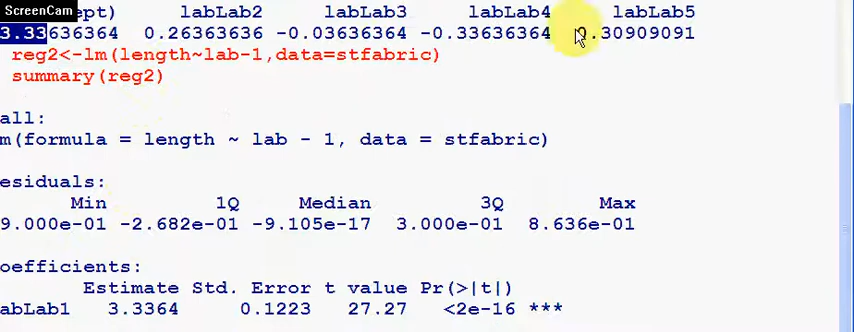 ScreenCam
ept) labLab2 labLab3 labLab4 labLab5
3.33636364 0.26363636 -0.03636364 -0.33636364 0.30909091
reg2<-lm(length~lab-1,data=stfabric)
summary(reg2)
all:
m(formula = length ~ lab - 1, data = stfabric)
esiduals:
Min 1Q Median 3Q Max
9.000e-01 -2.682e-01 -9.105e-17 3.000e-01 8.636e-01
oefficients:
Estimate Std. Error t value Pr(>|t|)
abLab1 3.3364 0.1223 27.27 <2e-16 ***